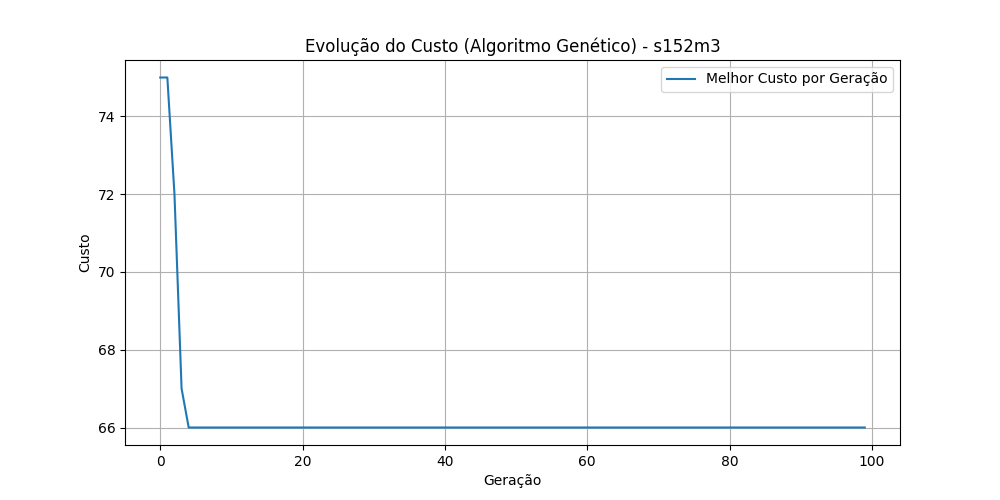 Evolução do Custo (Algoritmo Genético) - s152m3
Melhor Custo por Geração
74
72
70
68
66
Custo
0 20 40 60 80 100
Geração